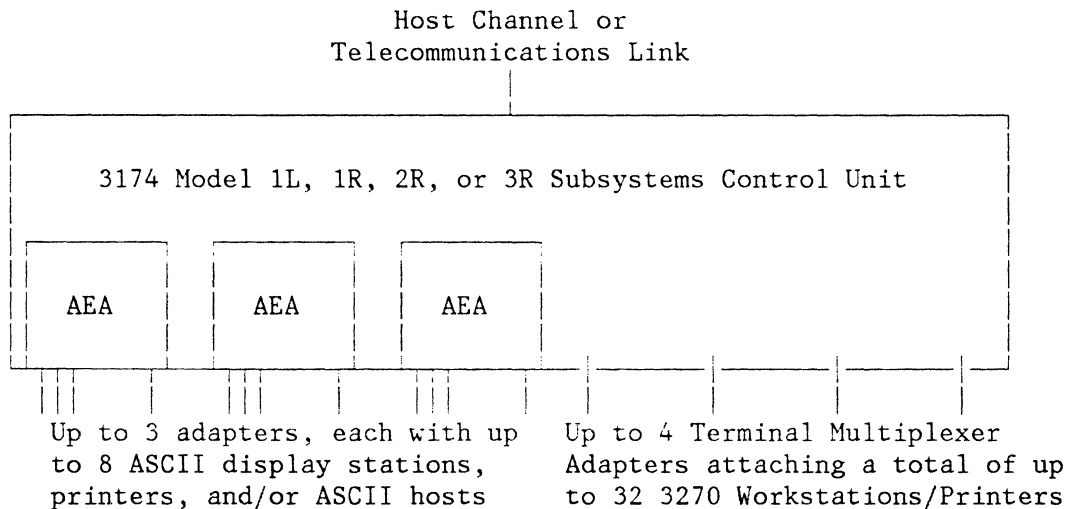 Host Channel or
Telecommunications Link
3174 Model 1L, 1R, 2R, or 3R Subsystems Control Unit
AEA AEA AEA
Up to 3 adapters, each with up
to 8 ASCII display stations,
printers, and/or ASCII hosts
Up to 4 Terminal Multiplexer
Adapters attaching a total of up
to 32 3270 Workstations/Printers